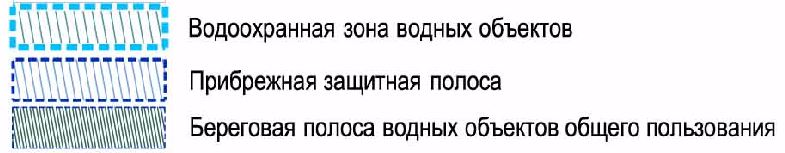 Водоохранная зона водных объектов
Прибрежная защитная полоса
Береговая полоса водных объектов общего пользования